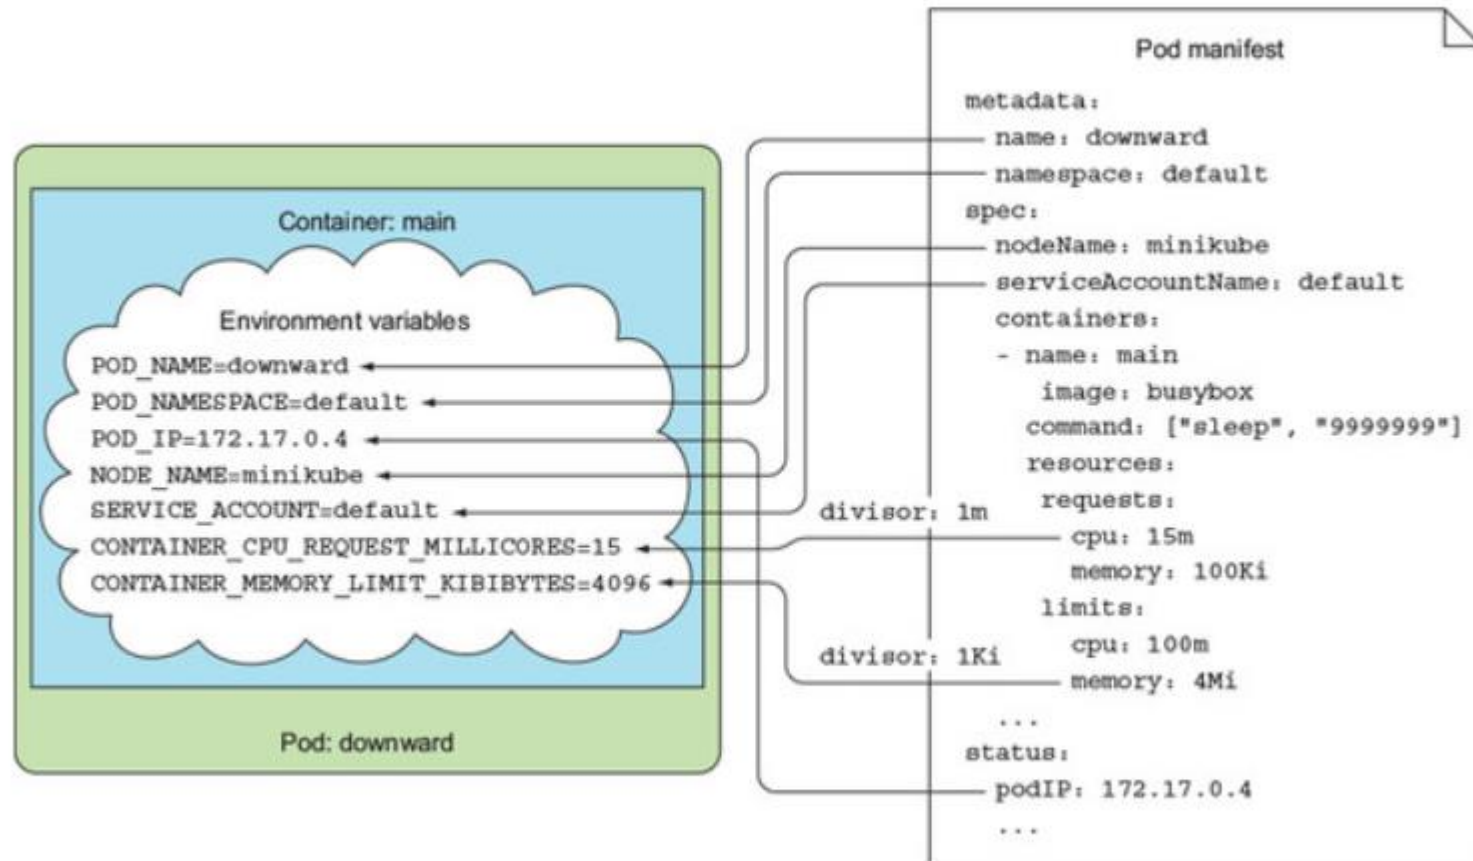 Container: main
Environment variables
POD_NAME=downward
POD_NAMESPACE=default
POD_IP=172.17.0.4
NODE_NAME=minikube
SERVICE_ACCOUNT=default
CONTAINER_CPU_REQUEST_MILLICORES=15
CONTAINER_MEMORY_LIMIT_KIBIBYTES=4096
Pod: downward
divisor: 1m
divisor: 1Ki
Pod manifest
metadata:
name: downward
namespace: default
spec:
nodeName: minikube
serviceAccountName: default
containers:
- name: main
image: busybox
command: ["sleep", "9999999"]
resources:
requests:
cpu: 15m
memory: 100Ki
limits:
cpu: 100m
memory: 4Mi
...
status:
podIP: 172.17.0.4
...